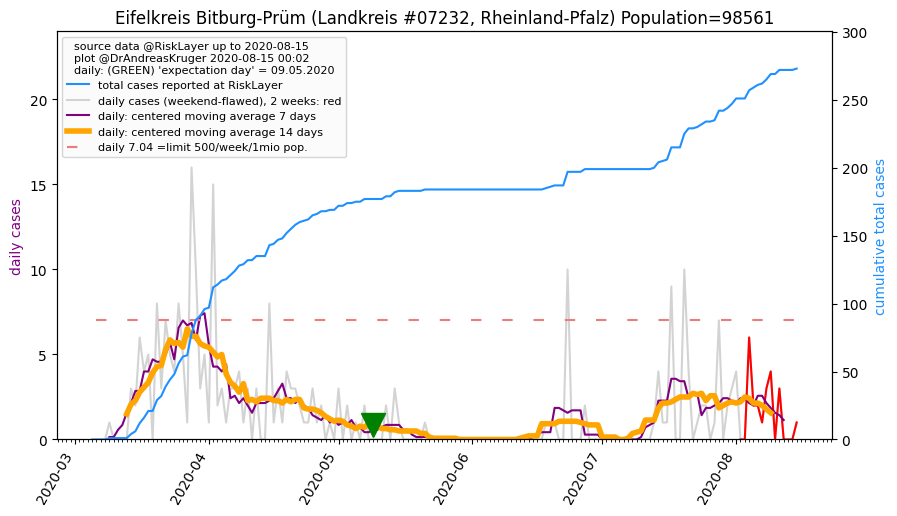 Eifelkreis Bitburg-Prüm (Landkreis #07232, Rheinland-Pfalz) Population=98561
source data @RiskLayer up to 2020-08-15
plot @DrAndreasKruger 2020-08-15 00:02
daily: (GREEN) 'expectation day' = 09.05.2020
total cases reported at RiskLayer
daily cases (weekend-flawed), 2 weeks: red
daily: centered moving average 7 days
daily: centered moving average 14 days
daily 7.04 =limit 500/week/1mio pop.
daily cases
20
15
10
5
0
cumulative total cases
300
250
200
150
100
50
0
2020-03
2020-04
2020-05
2020-06
2020-07
2020-08